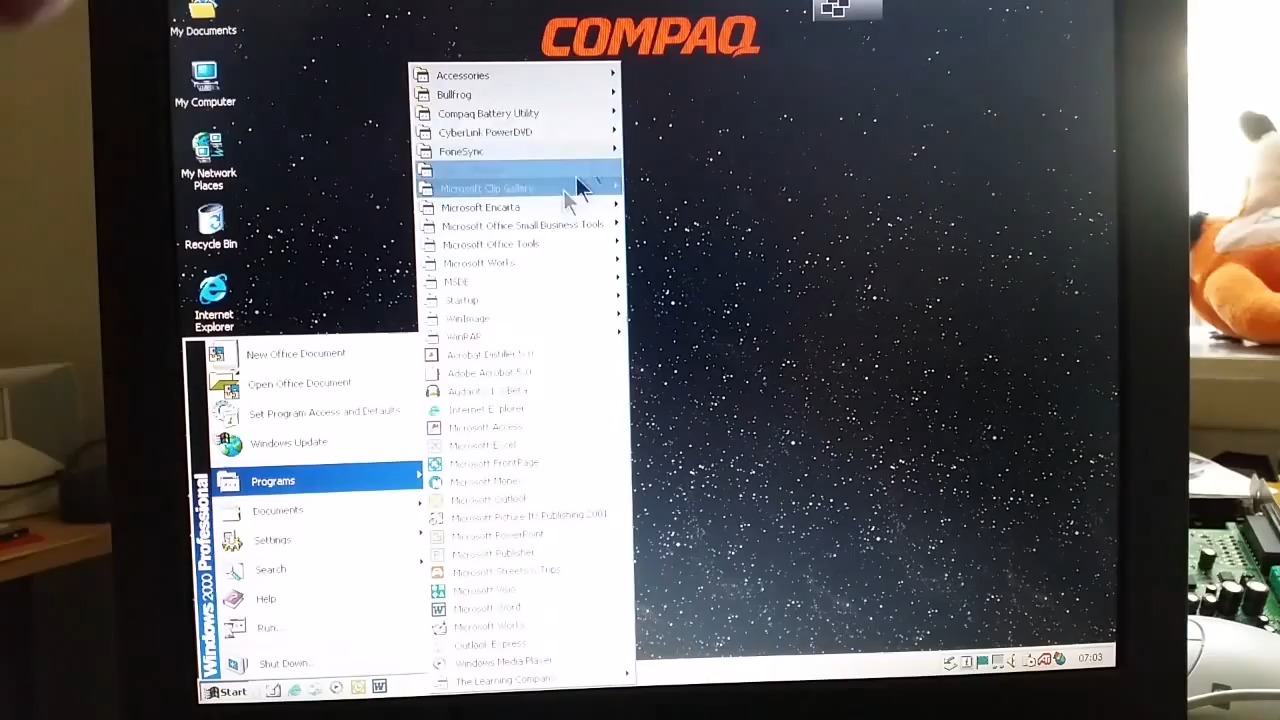 COMPAQ
My Documents
My Computer
My Network
Places
Recycle Bin
Internet
Explorer
Accessories
Bullfrog
Compaq Battery Utility
CyberLink PowerDVD
FoneSync
Microsoft Clip Gallery
Microsoft Encarta
Microsoft Office Small Business Tools
Microsoft Office Tools
Microsoft Works
MSDE
Startup
WinImage
WinRAR
Acrobat Distiller 5.0
Adobe Acrobat 5.0
Internet Explorer
Microsoft Access
Microsoft Excel
Microsoft FrontPage
Microsoft Money
Microsoft Outlook
Microsoft Picture It! Publishing 2001
Microsoft PowerPoint
Microsoft Publisher
Microsoft Streets & Trips
Microsoft Visio
Microsoft Word
Microsoft Works
Outlook Express
Windows Media Player
The Learning Company
New Office Document
Open Office Document
Set Program Access and Defaults
Windows Update
Programs
Documents
Settings
Search
Help
Run...
Shut Down...
Windows 2000 Professional
Start
07:03